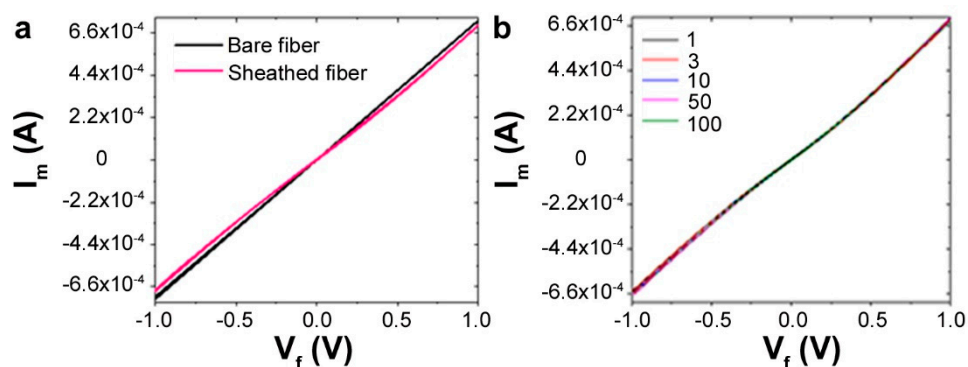 a
6.6x10⁻⁴
4.4x10⁻⁴
2.2x10⁻⁴
0
-2.2x10⁻⁴
-4.4x10⁻⁴
-6.6x10⁻⁴
Iₘ (A)
Bare fiber
Sheathed fiber
-1.0 -0.5 0.0 0.5 1.0
V_f (V)
b
6.6x10⁻⁴
4.4x10⁻⁴
2.2x10⁻⁴
0
-2.2x10⁻⁴
-4.4x10⁻⁴
-6.6x10⁻⁴
Iₘ (A)
1
3
10
50
100
-1.0 -0.5 0.0 0.5 1.0
V_f (V)